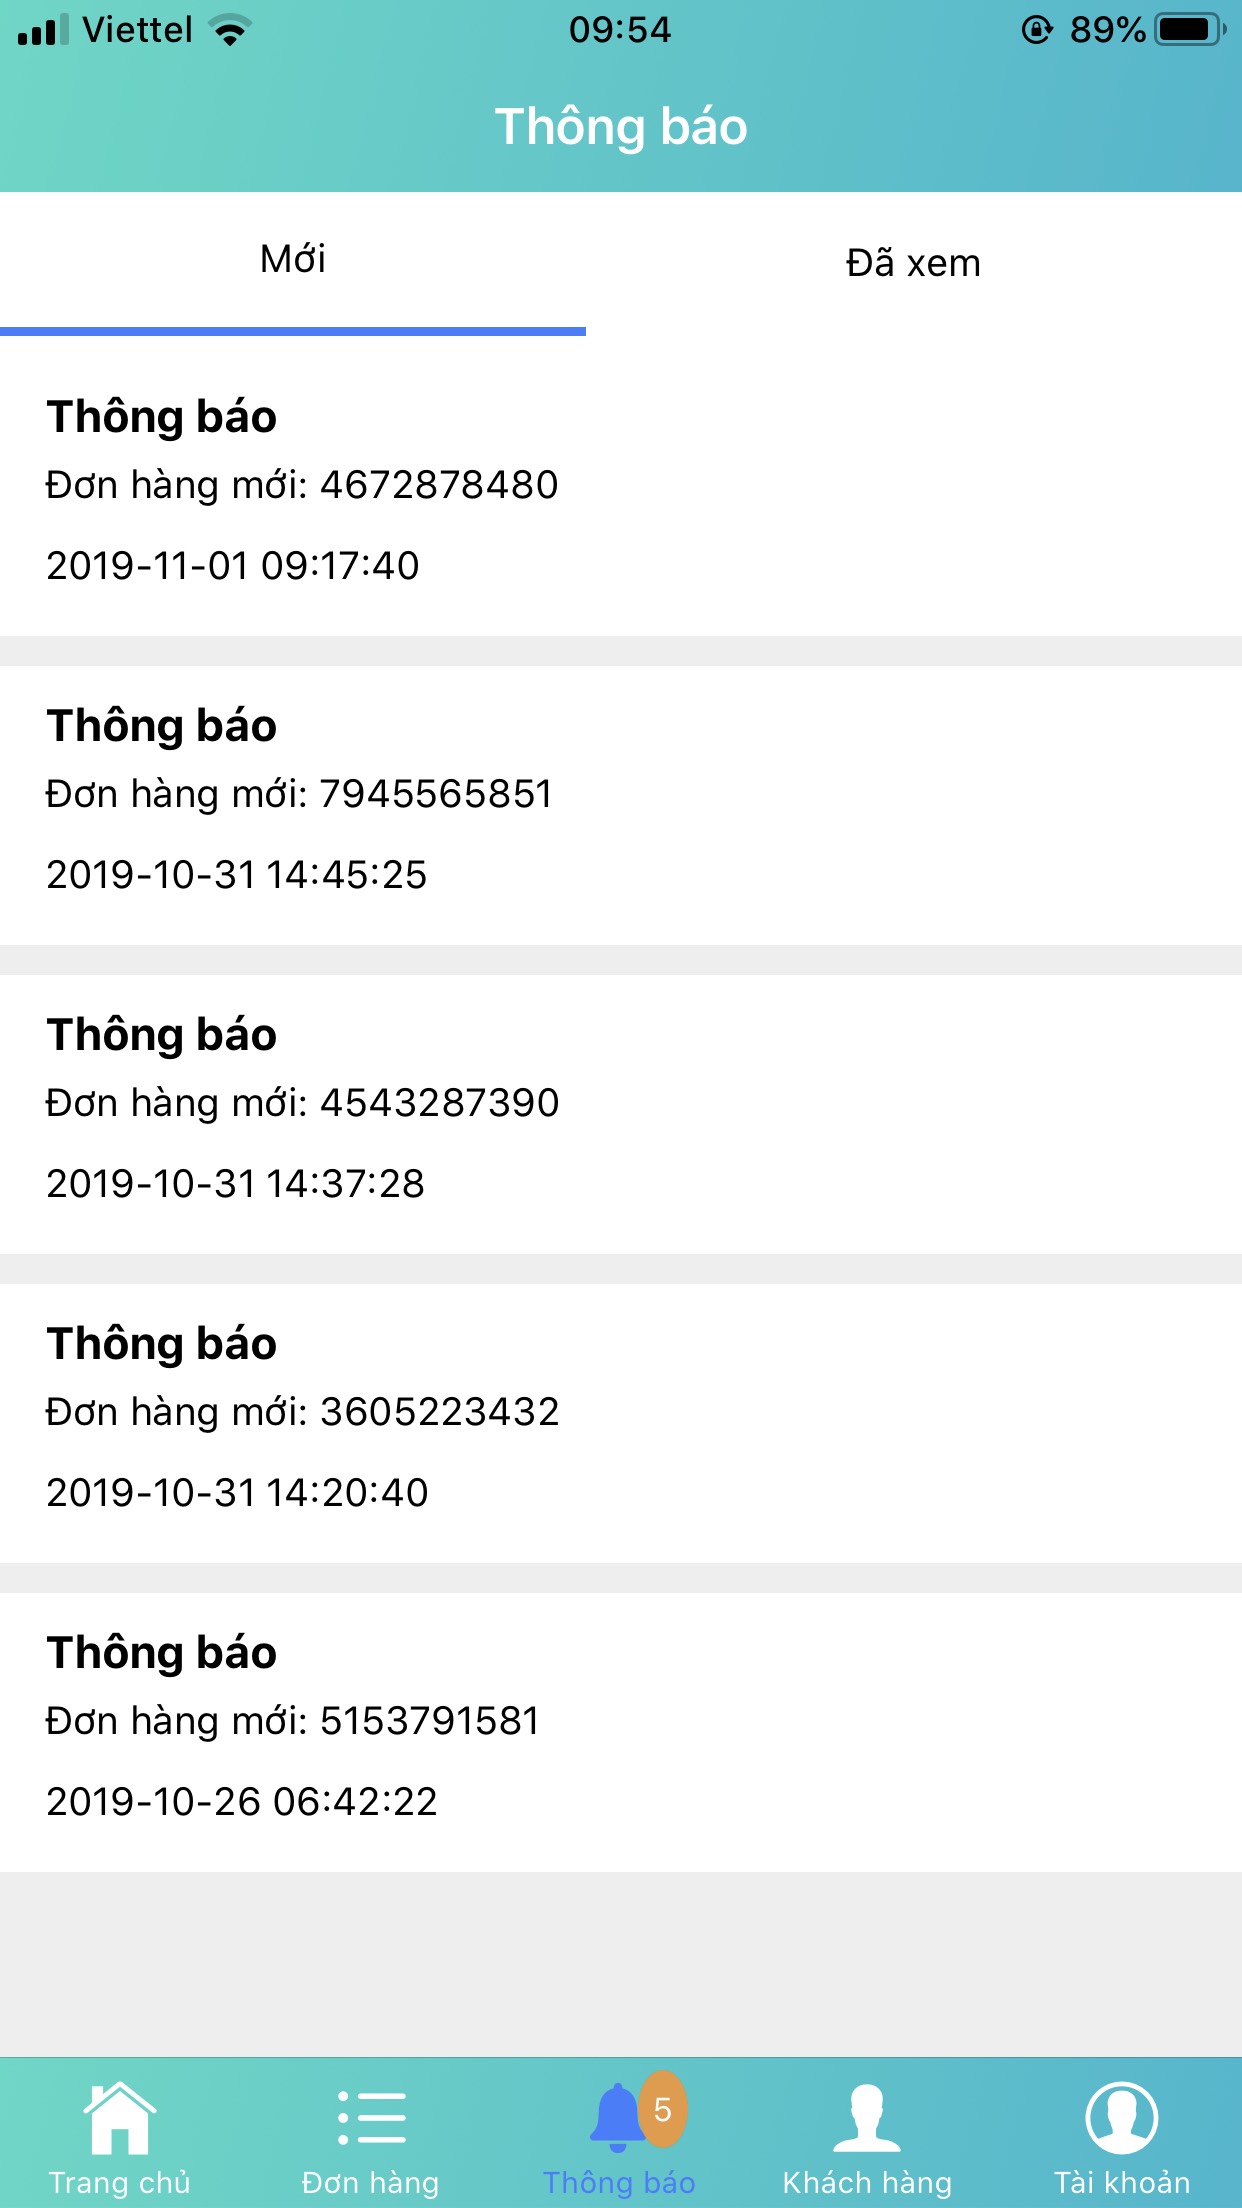 Viettel 09:54 89%
Thông báo
Mới Đã xem
Thông báo
Đơn hàng mới: 4672878480
2019-11-01 09:17:40
Thông báo
Đơn hàng mới: 7945565851
2019-10-31 14:45:25
Thông báo
Đơn hàng mới: 4543287390
2019-10-31 14:37:28
Thông báo
Đơn hàng mới: 3605223432
2019-10-31 14:20:40
Thông báo
Đơn hàng mới: 5153791581
2019-10-26 06:42:22
5
Trang chủ Đơn hàng Thông báo Khách hàng Tài khoản